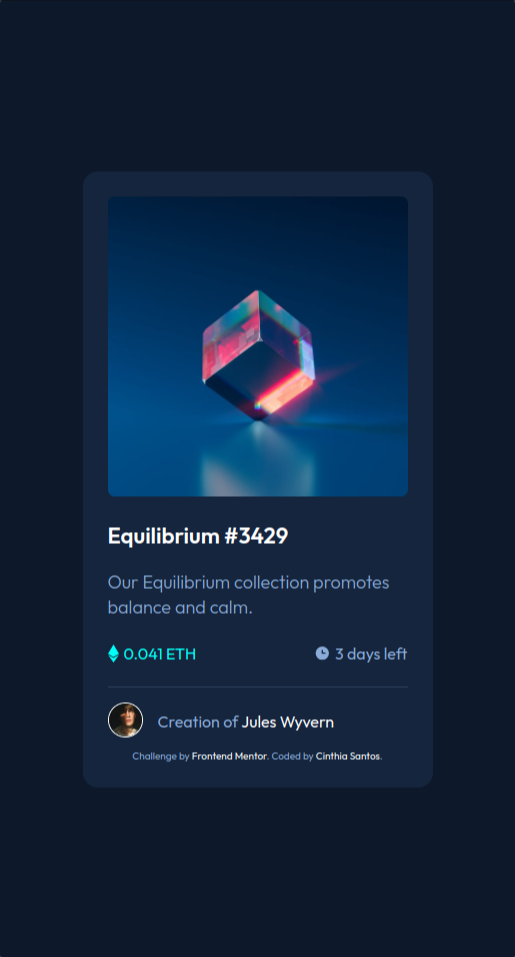 Equilibrium #3429
Our Equilibrium collection promotes
balance and calm.
0.041 ETH
3 days left
Creation of Jules Wyvern
Challenge by Frontend Mentor. Coded by Cinthia Santos.